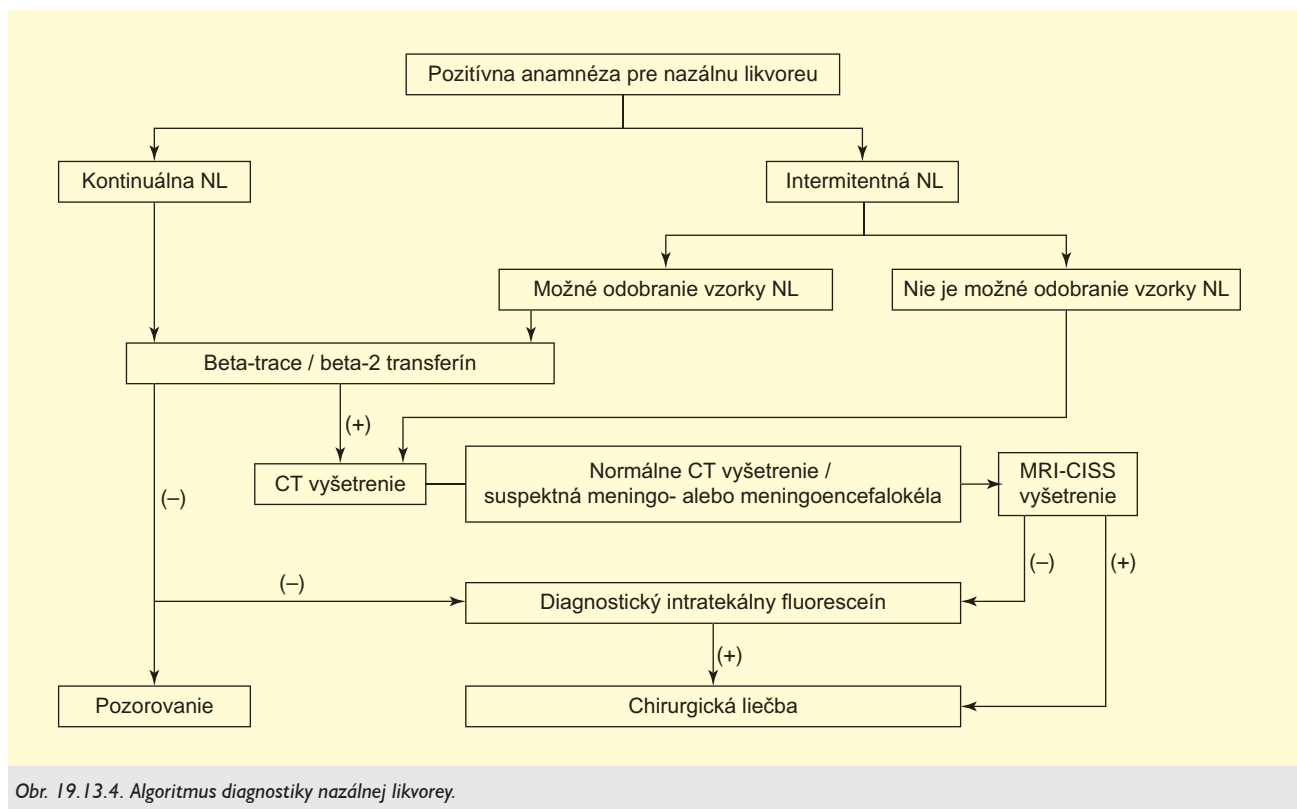 Pozitívna anamnéza pre nazálnu likvoreu
Kontinuálna NL
Intermitentná NL
Možné odobranie vzorky NL
Nie je možné odobranie vzorky NL
Beta-trace / beta-2 transferín
(+)
CT vyšetrenie
Normálne CT vyšetrenie /
suspektná meningo- alebo meningoencefalokéla
MRI-CISS
vyšetrenie
(–)
(–)
(+)
(–)
Diagnostický intratekálny fluoresceín
(+)
Pozorovanie
Chirurgická liečba
Obr. 19.13.4. Algoritmus diagnostiky nazálnej likvorey.